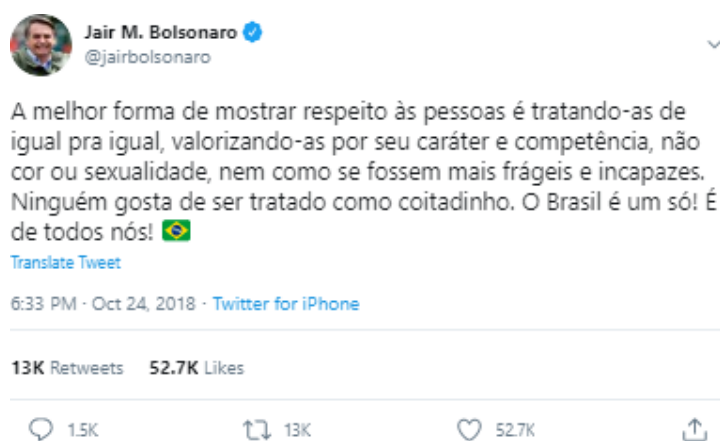 Jair M. Bolsonaro
@jairbolsonaro
A melhor forma de mostrar respeito às pessoas é tratando-as de
igual pra igual, valorizando-as por seu caráter e competência, não
cor ou sexualidade, nem como se fossem mais frágeis e incapazes.
Ninguém gosta de ser tratado como coitadinho. O Brasil é um só! É
de todos nós! 🇧🇷
Translate Tweet
6:33 PM · Oct 24, 2018 · Twitter for iPhone
13K Retweets 52.7K Likes
1.5K 13K 52.7K